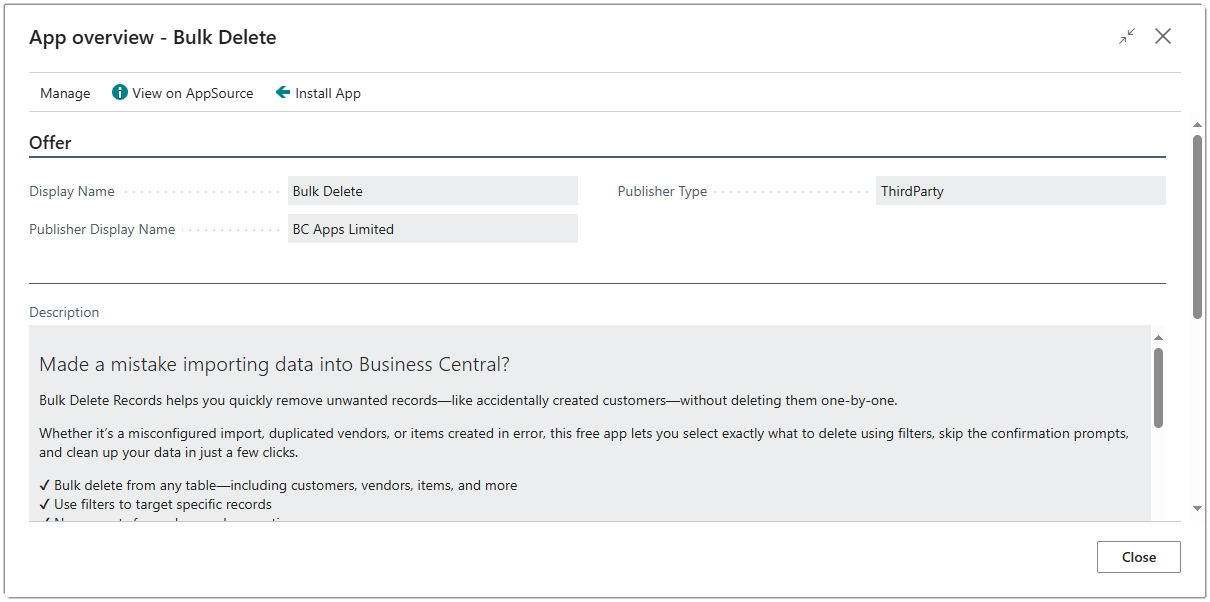 App overview - Bulk Delete
Manage
View on AppSource
Install App
Offer
Display Name
Bulk Delete
Publisher Type
ThirdParty
Publisher Display Name
BC Apps Limited
Description
Made a mistake importing data into Business Central?
Bulk Delete Records helps you quickly remove unwanted records—like accidentally created customers—without deleting them one-by-one.
Whether it’s a misconfigured import, duplicated vendors, or items created in error, this free app lets you select exactly what to delete using filters, skip the confirmation prompts,
and clean up your data in just a few clicks.
✓ Bulk delete from any table—including customers, vendors, items, and more
✓ Use filters to target specific records
Close